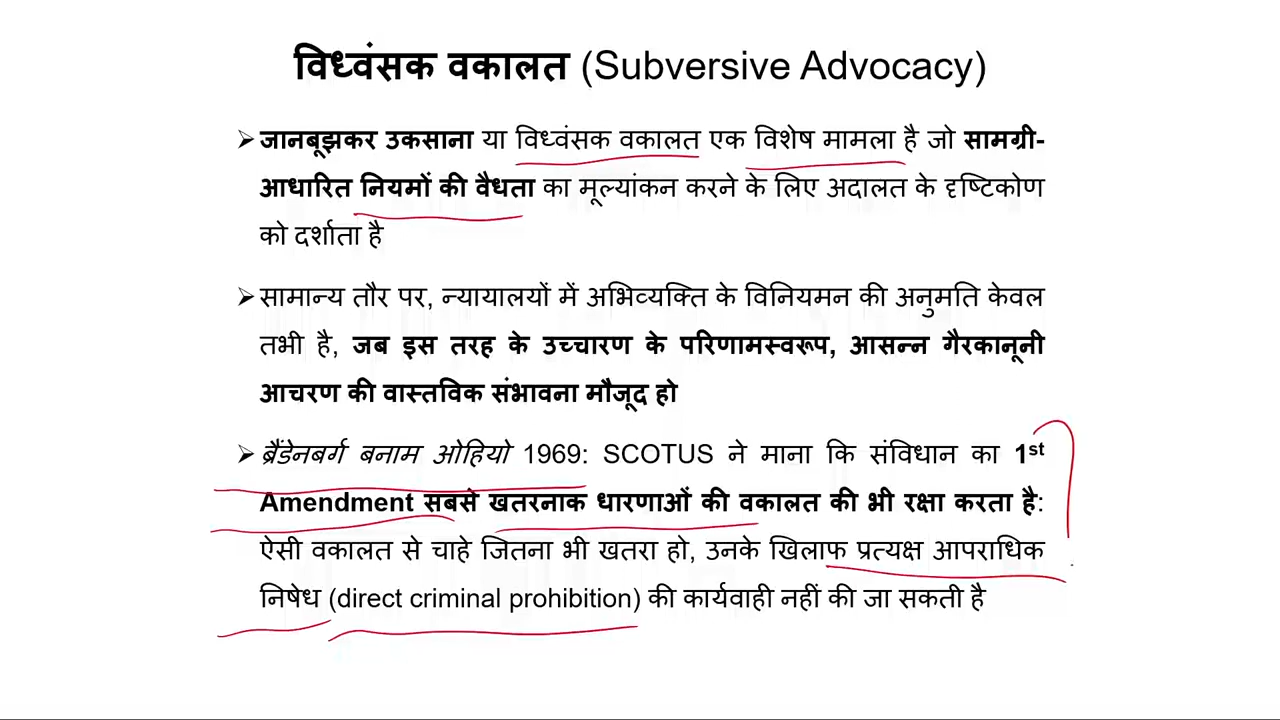 विध्वंसक वकालत (Subversive Advocacy)
➢ जानबूझकर उकसाना या विध्वंसक वकालत एक विशेष मामला है जो सामग्री-
आधारित नियमों की वैधता का मूल्यांकन करने के लिए अदालत के दृष्टिकोण
को दर्शाता है
➢ सामान्य तौर पर, न्यायालयों में अभिव्यक्ति के विनियमन की अनुमति केवल
तभी है, जब इस तरह के उच्चारण के परिणामस्वरूप, आसन्न गैरकानूनी
आचरण की वास्तविक संभावना मौजूद हो
➢ ब्रैंडेनबर्ग बनाम ओहियो 1969: SCOTUS ने माना कि संविधान का 1st
Amendment सबसे खतरनाक धारणाओं की वकालत की भी रक्षा करता है:
ऐसी वकालत से चाहे जितना भी खतरा हो, उनके खिलाफ प्रत्यक्ष आपराधिक
निषेध (direct criminal prohibition) की कार्यवाही नहीं की जा सकती है